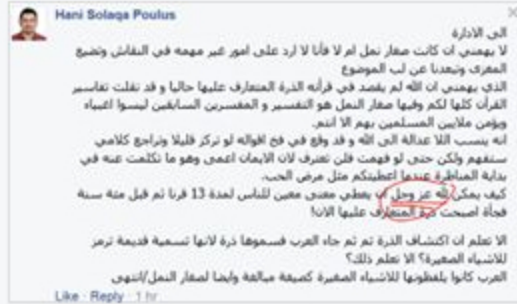 Hani Solaqa Poulus
الى الادارة
لا يهمني ان كانت صغار نمل ام لا فأنا لا ارد على امور غير مهمه في النقاش وتضيع
المغزى وتبعدنا عن لب الموضوع
الذي يهمني ان الله لم يقصد في قرأنه الذرة المتعارف عليها حاليا و قد نقلت تفاسير
القرأن كلها لكم وفيها صغار النمل هو التفسير و المفسرين السابقين ليسوا اغبياء
ويؤمن ملايين المسلمين بهم الا انتم.
انه ينسب اللا عدالة الى الله و قد وقع في فخ اقواله لو تركز قليلا وتراجع كلامي
ستفهم ولكن حتى لو فهمت فلن تعترف لان الايمان اعمى وهو ما تكلمت عنه في
بداية المناظرة عندما اعطيتكم مثل مرض الحب.
كيف يمكن لله عز وجل ان يعطي معنى معين للناس لمدة 13 قرنا ثم قبل مئة سنة
فجأة اصبحت ذرة المتعارف عليها الان!
الا تعلم ان اكتشاف الذرة تم ثم جاء العرب فسموها ذرة لانها تسمية قديمة ترمز
للاشياء الصغيرة؟ الا تعلم ذلك؟
العرب كانوا يلفظونها للاشياء الصغيرة كصيغة مبالغة وايضا لصغار النمل/انتهى
Like · Reply · 1 hr